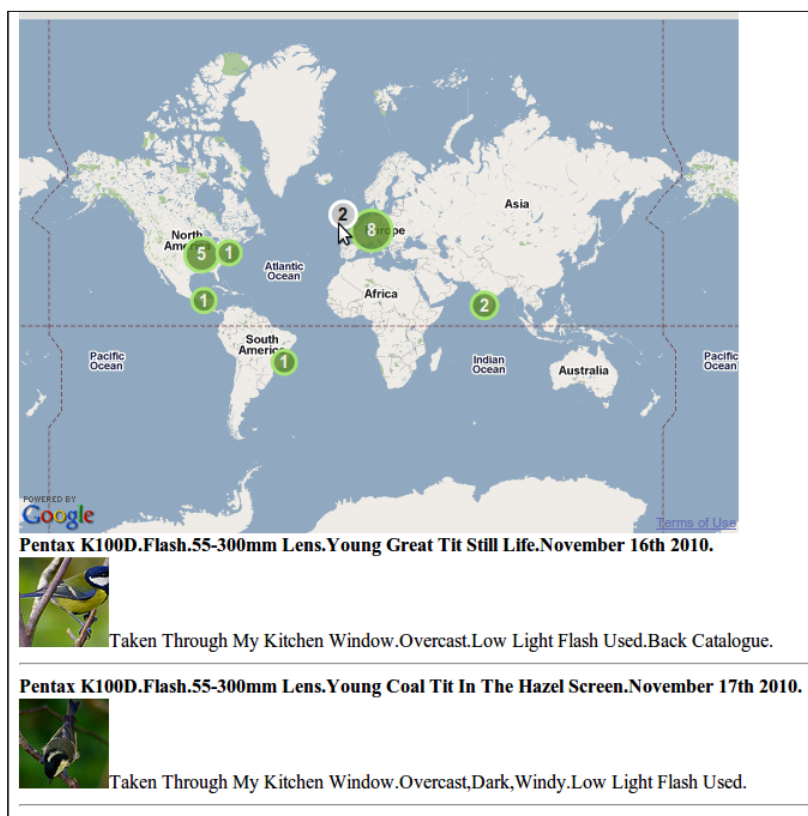 Asia
2
8
Europe
North
America
5
1
Atlantic
Ocean
1
Africa
2
South
America
1
Pacific
Ocean
Indian
Ocean
Australia
Pacific
Ocean
POWERED BY
Google
Terms of Use
Pentax K100D.Flash.55-300mm Lens.Young Great Tit Still Life.November 16th 2010.
Taken Through My Kitchen Window.Overcast.Low Light Flash Used.Back Catalogue.
Pentax K100D.Flash.55-300mm Lens.Young Coal Tit In The Hazel Screen.November 17th 2010.
Taken Through My Kitchen Window.Overcast,Dark,Windy.Low Light Flash Used.